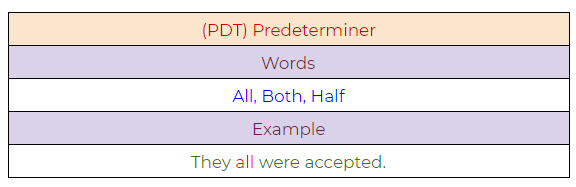 (PDT) Predeterminer
Words
All, Both, Half
Example
They all were accepted.